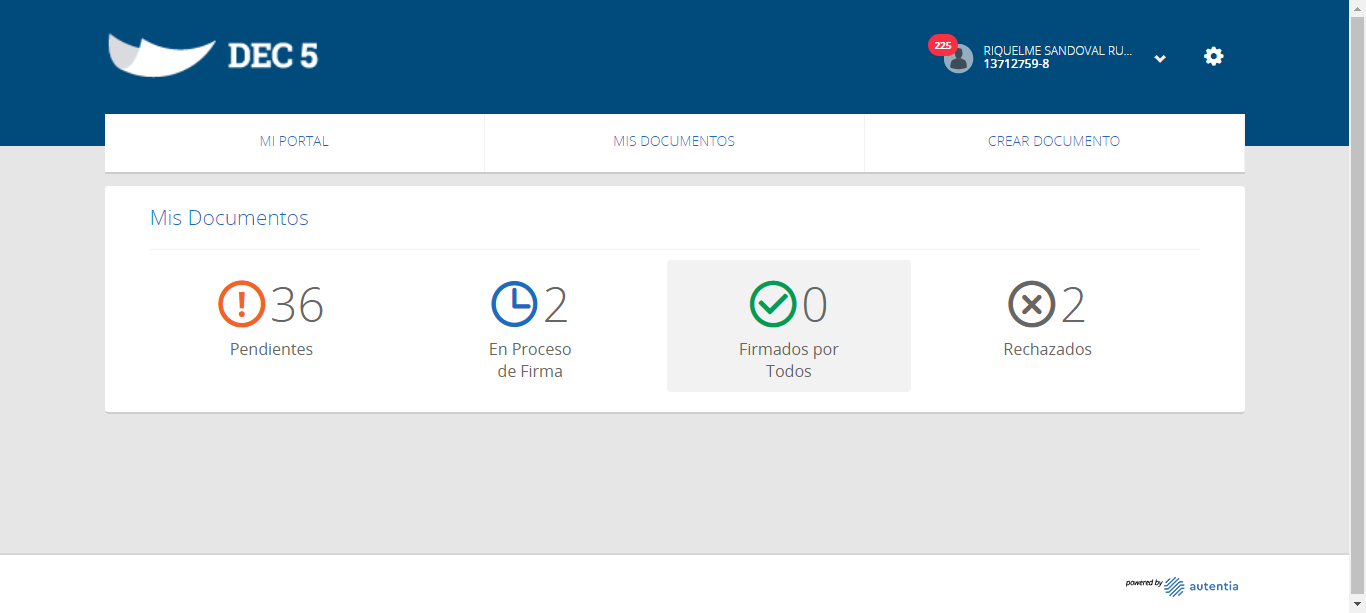 DEC 5
225
RIQUELME SANDOVAL RU...
13712759-8
MI PORTAL
MIS DOCUMENTOS
CREAR DOCUMENTO
Mis Documentos
36
Pendientes
2
En Proceso
de Firma
0
Firmados por
Todos
2
Rechazados
powered by autentia